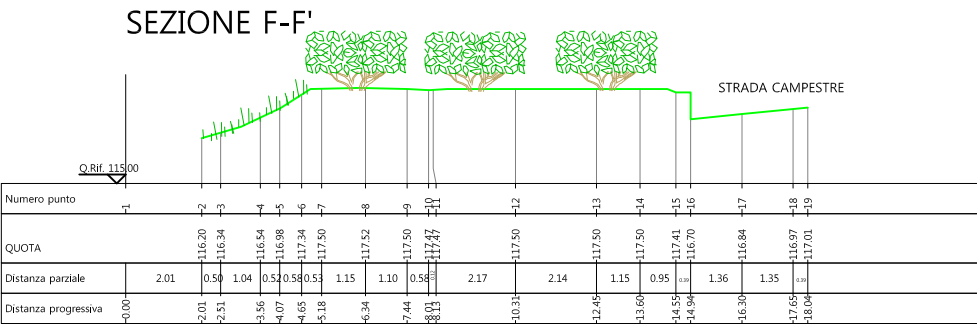 SEZIONE F-F'
STRADA CAMPESTRE
Q.Rif. 115.00
Numero punto 1 2 3 4 5 6 7 8 9 10 11 12 13 14 15 16 17 18 19
QUOTA 116.20 116.34 116.54 116.98 117.34 117.50 117.52 117.50 117.47 117.47 117.50 117.50 117.50 117.41 116.70 116.84 116.97 117.01
Distanza parziale 2.01 0.50 1.04 0.52 0.58 0.53 1.15 1.10 0.58 0.12 2.17 2.14 1.15 0.95 0.39 1.36 1.35 0.39
Distanza progressiva 0.00 2.01 2.51 3.56 4.07 4.65 5.18 6.34 7.44 8.01 8.13 10.31 12.45 13.60 14.55 14.94 16.30 17.65 18.04